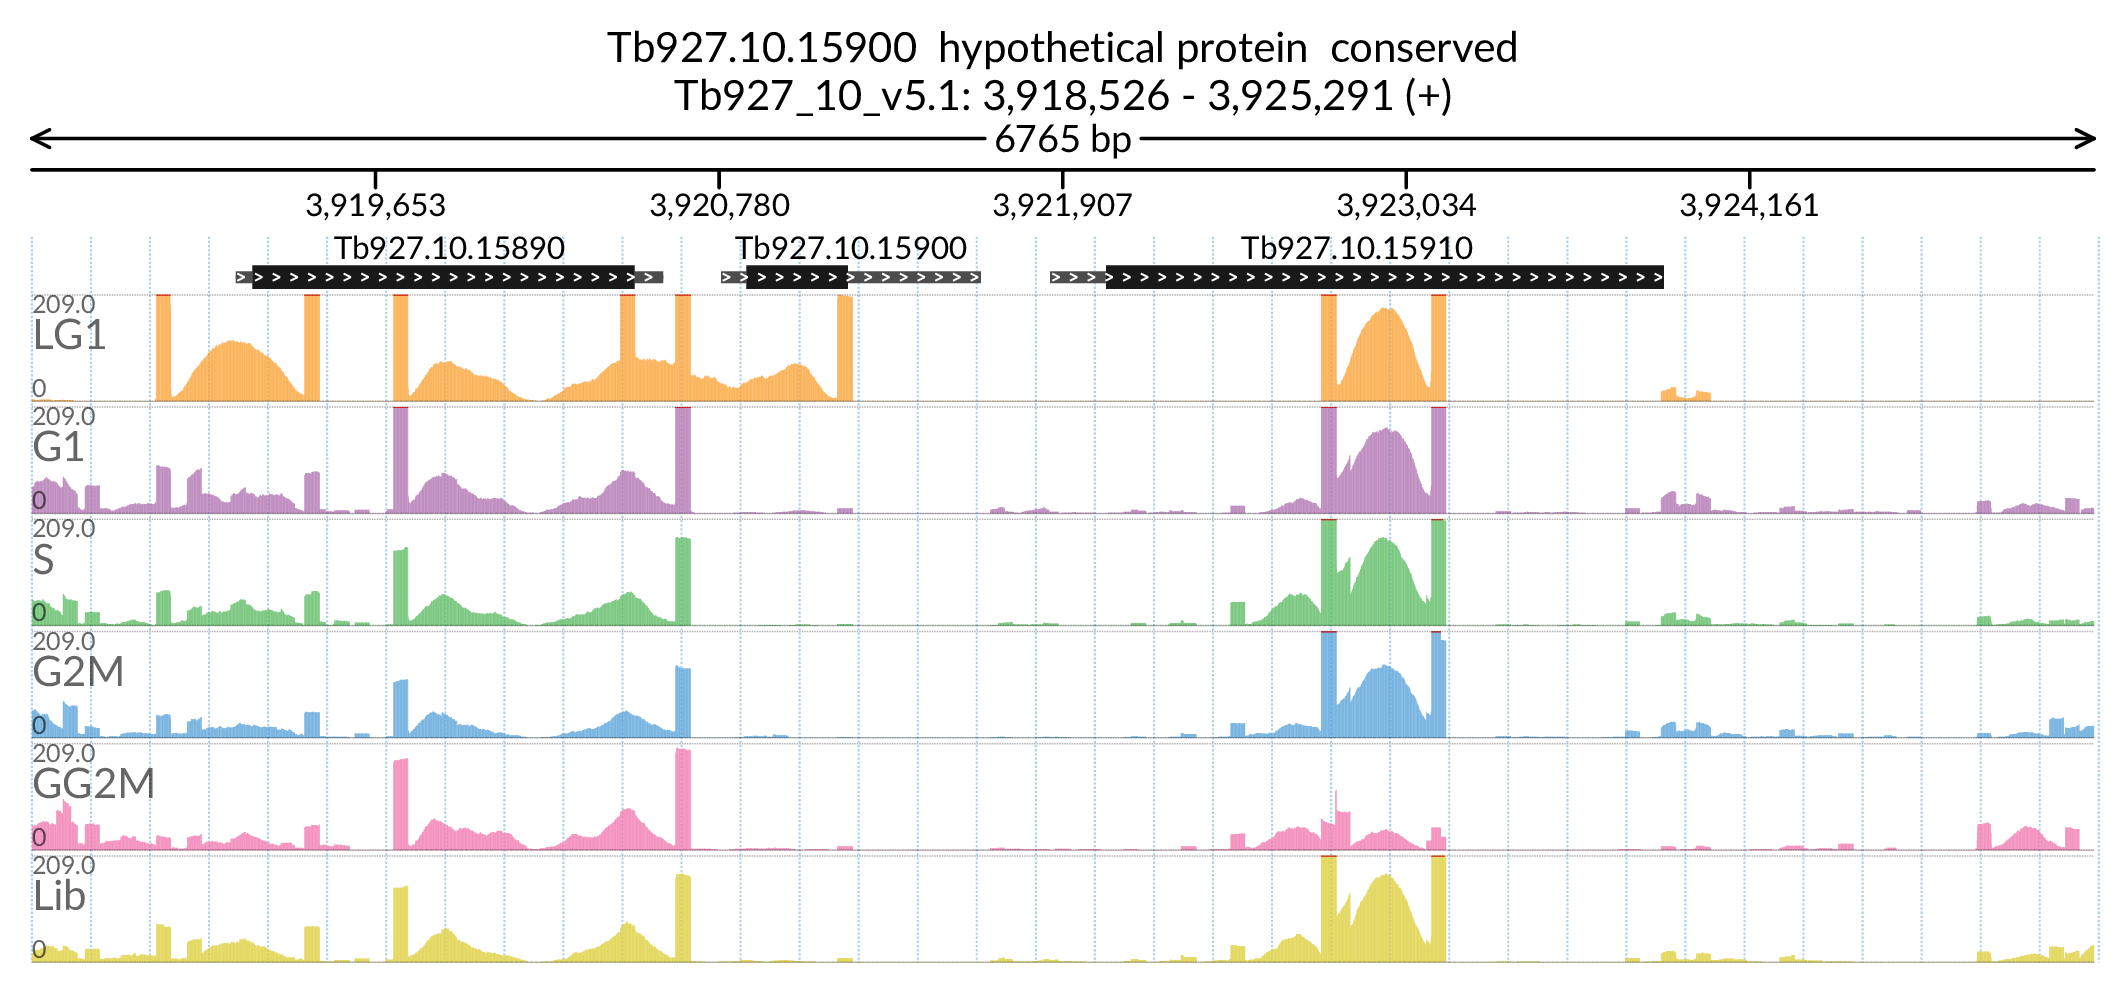 Tb927.10.15900 hypothetical protein conserved
Tb927_10_v5.1: 3,918,526 - 3,925,291 (+)
6765 bp
3,919,653 3,920,780 3,921,907 3,923,034 3,924,161
Tb927.10.15890 Tb927.10.15900 Tb927.10.15910
209.0
LG1
0
209.0
G1
0
209.0
S
0
209.0
G2M
0
209.0
GG2M
0
209.0
Lib
0